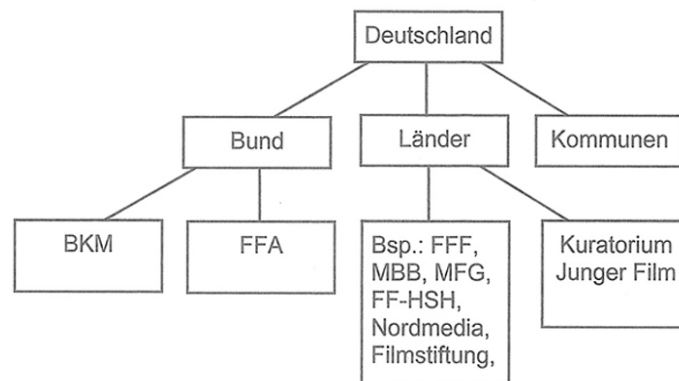 Deutschland
Bund
Länder
Kommunen
BKM
FFA
Bsp.: FFF,
MBB, MFG,
FF-HSH,
Nordmedia,
Filmstiftung,
Kuratorium
Junger Film